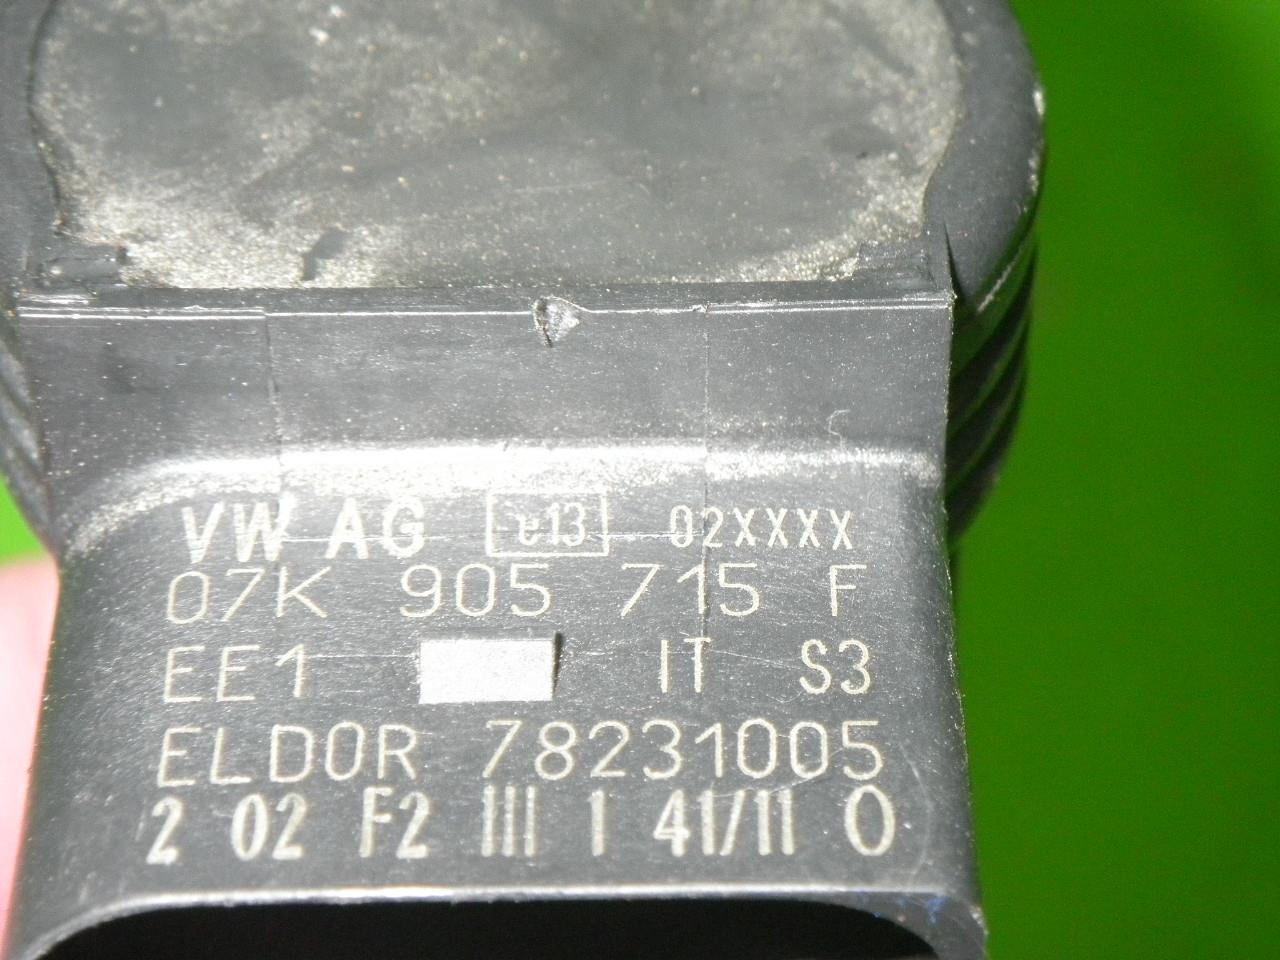 VW AG e13 02XXXX
07K 905 715 F
EE1 IT S3
ELDOR 78231005
2 02 F2 III 1 41/11 0